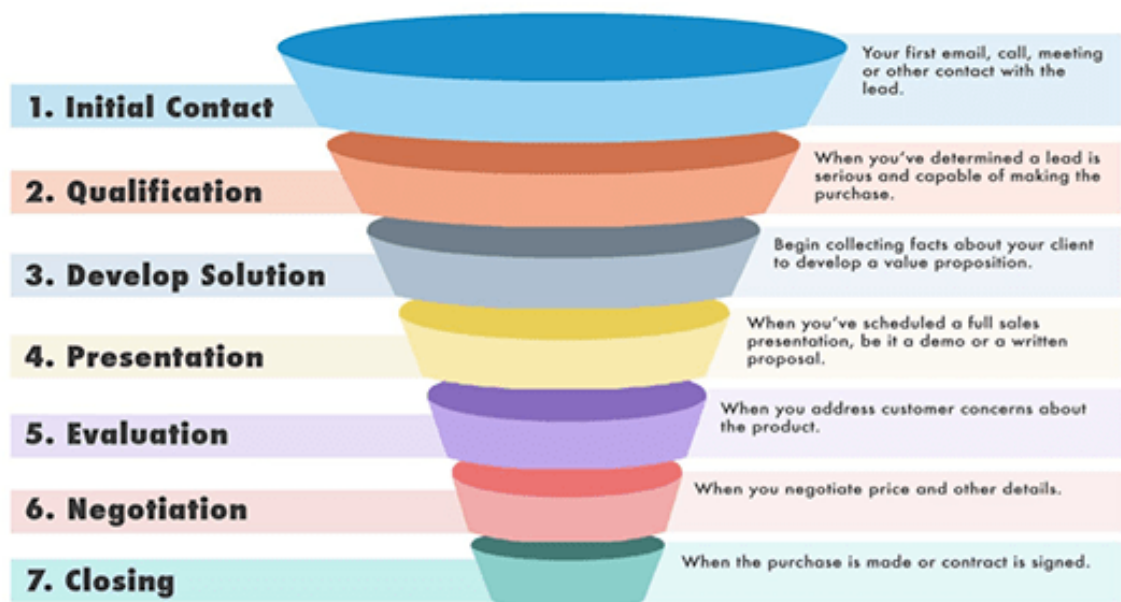 1. Initial Contact
Your first email, call, meeting
or other contact with the
lead.
2. Qualification
When you've determined a lead is
serious and capable of making the
purchase.
3. Develop Solution
Begin collecting facts about your client
to develop a value proposition.
4. Presentation
When you've scheduled a full sales
presentation, be it a demo or a written
proposal.
5. Evaluation
When you address customer concerns about
the product.
6. Negotiation
When you negotiate price and other details.
7. Closing
When the purchase is made or contract is signed.